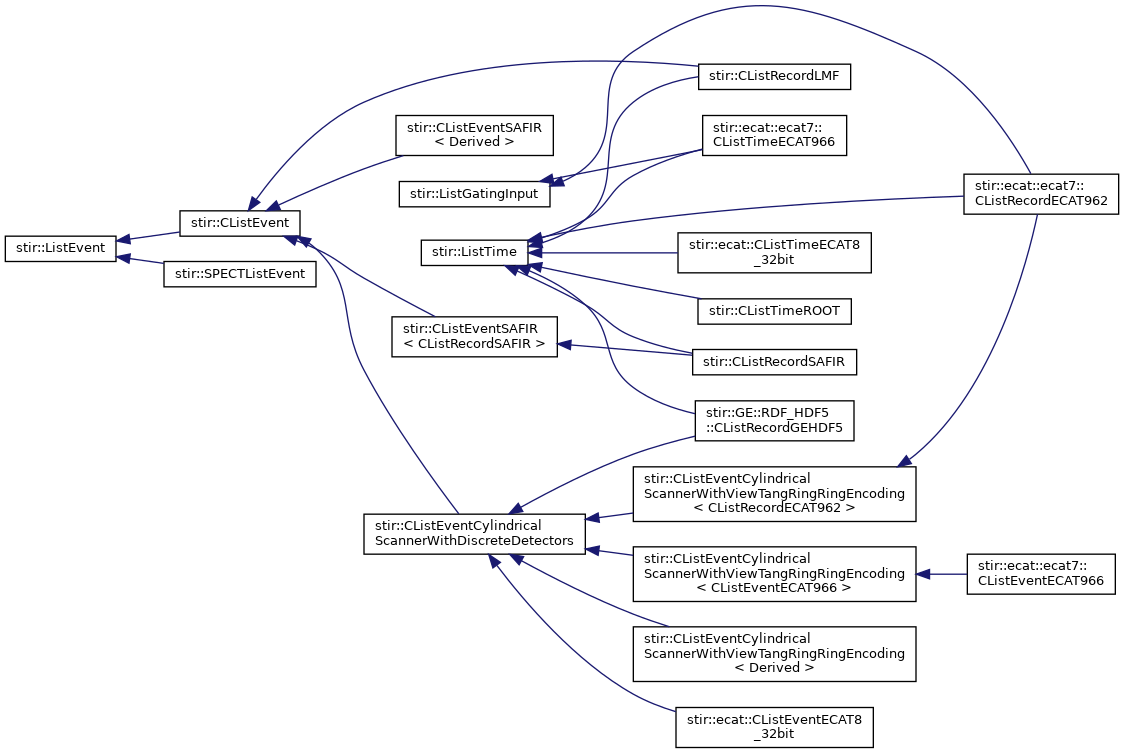 stir::CListRecordLMF
stir::CListEventSAFIR
< Derived >
stir::ecat::ecat7::
CListTimeECAT966
stir::ListGatingInput
stir::ecat::ecat7::
CListRecordECAT962
stir::CListEvent
stir::ListEvent
stir::ListTime
stir::ecat::CListTimeECAT8
_32bit
stir::SPECTListEvent
stir::CListTimeROOT
stir::CListEventSAFIR
< CListRecordSAFIR >
stir::CListRecordSAFIR
stir::GE::RDF_HDF5
::CListRecordGEHDF5
stir::CListEventCylindrical
ScannerWithViewTangRingRingEncoding
< CListRecordECAT962 >
stir::CListEventCylindrical
ScannerWithDiscreteDetectors
stir::CListEventCylindrical
ScannerWithViewTangRingRingEncoding
< CListEventECAT966 >
stir::ecat::ecat7::
CListEventECAT966
stir::CListEventCylindrical
ScannerWithViewTangRingRingEncoding
< Derived >
stir::ecat::CListEventECAT8
_32bit